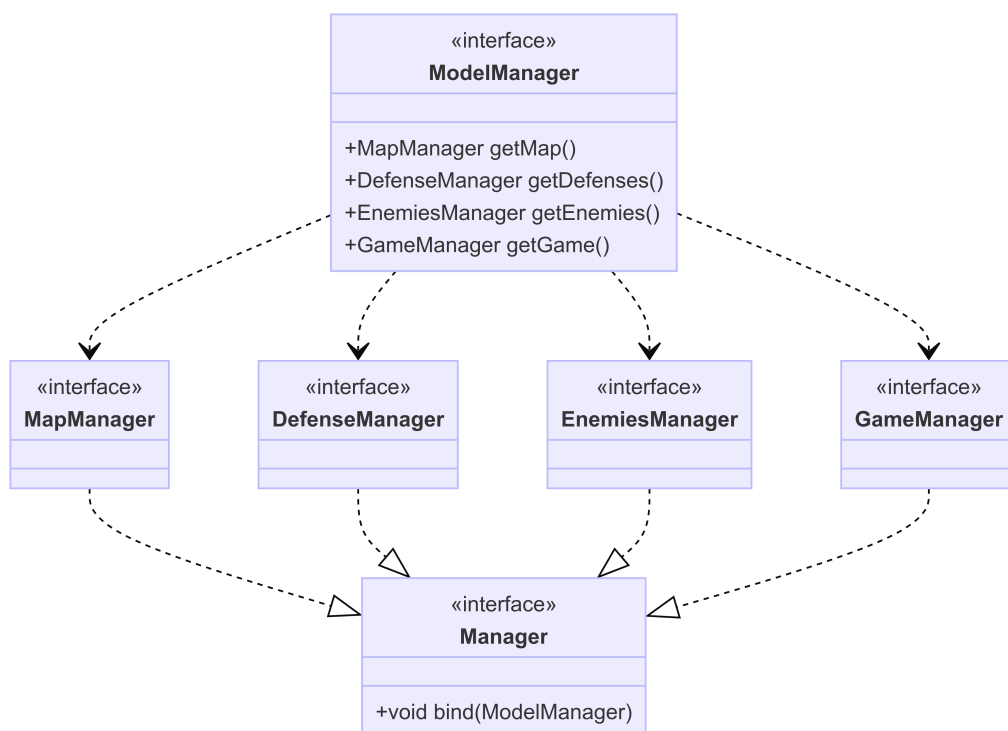 «interface»
ModelManager
+MapManager getMap()
+DefenseManager getDefenses()
+EnemiesManager getEnemies()
+GameManager getGame()
«interface»
MapManager
«interface»
DefenseManager
«interface»
EnemiesManager
«interface»
GameManager
«interface»
Manager
+void bind(ModelManager)